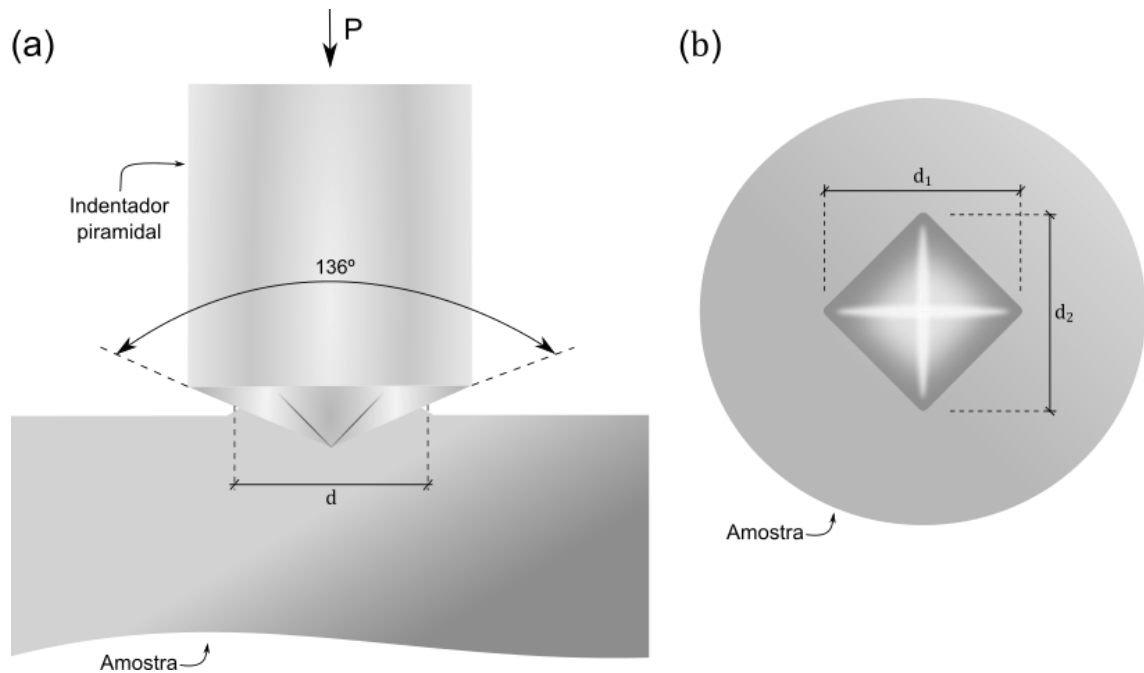 (a)
P
Indentador
piramidal
136º
d
Amostra
(b)
d₁
d₂
Amostra